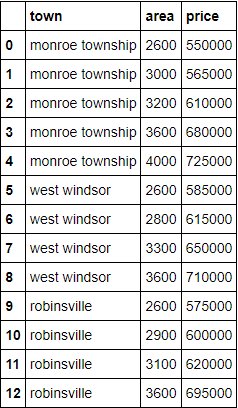 town area price
0 monroe township 2600 550000
1 monroe township 3000 565000
2 monroe township 3200 610000
3 monroe township 3600 680000
4 monroe township 4000 725000
5 west windsor 2600 585000
6 west windsor 2800 615000
7 west windsor 3300 650000
8 west windsor 3600 710000
9 robinsville 2600 575000
10 robinsville 2900 600000
11 robinsville 3100 620000
12 robinsville 3600 695000